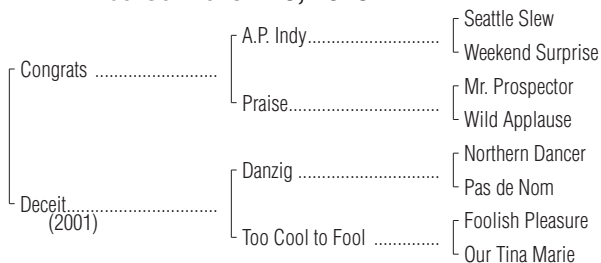 Seattle Slew
A.P. Indy........................................
Weekend Surprise
Congrats .............................
Mr. Prospector
Praise..............................................
Wild Applause
Northern Dancer
Danzig ...........................................
Pas de Nom
Deceit....................................
(2001)
Foolish Pleasure
Too Cool to Fool ...................
Our Tina Marie